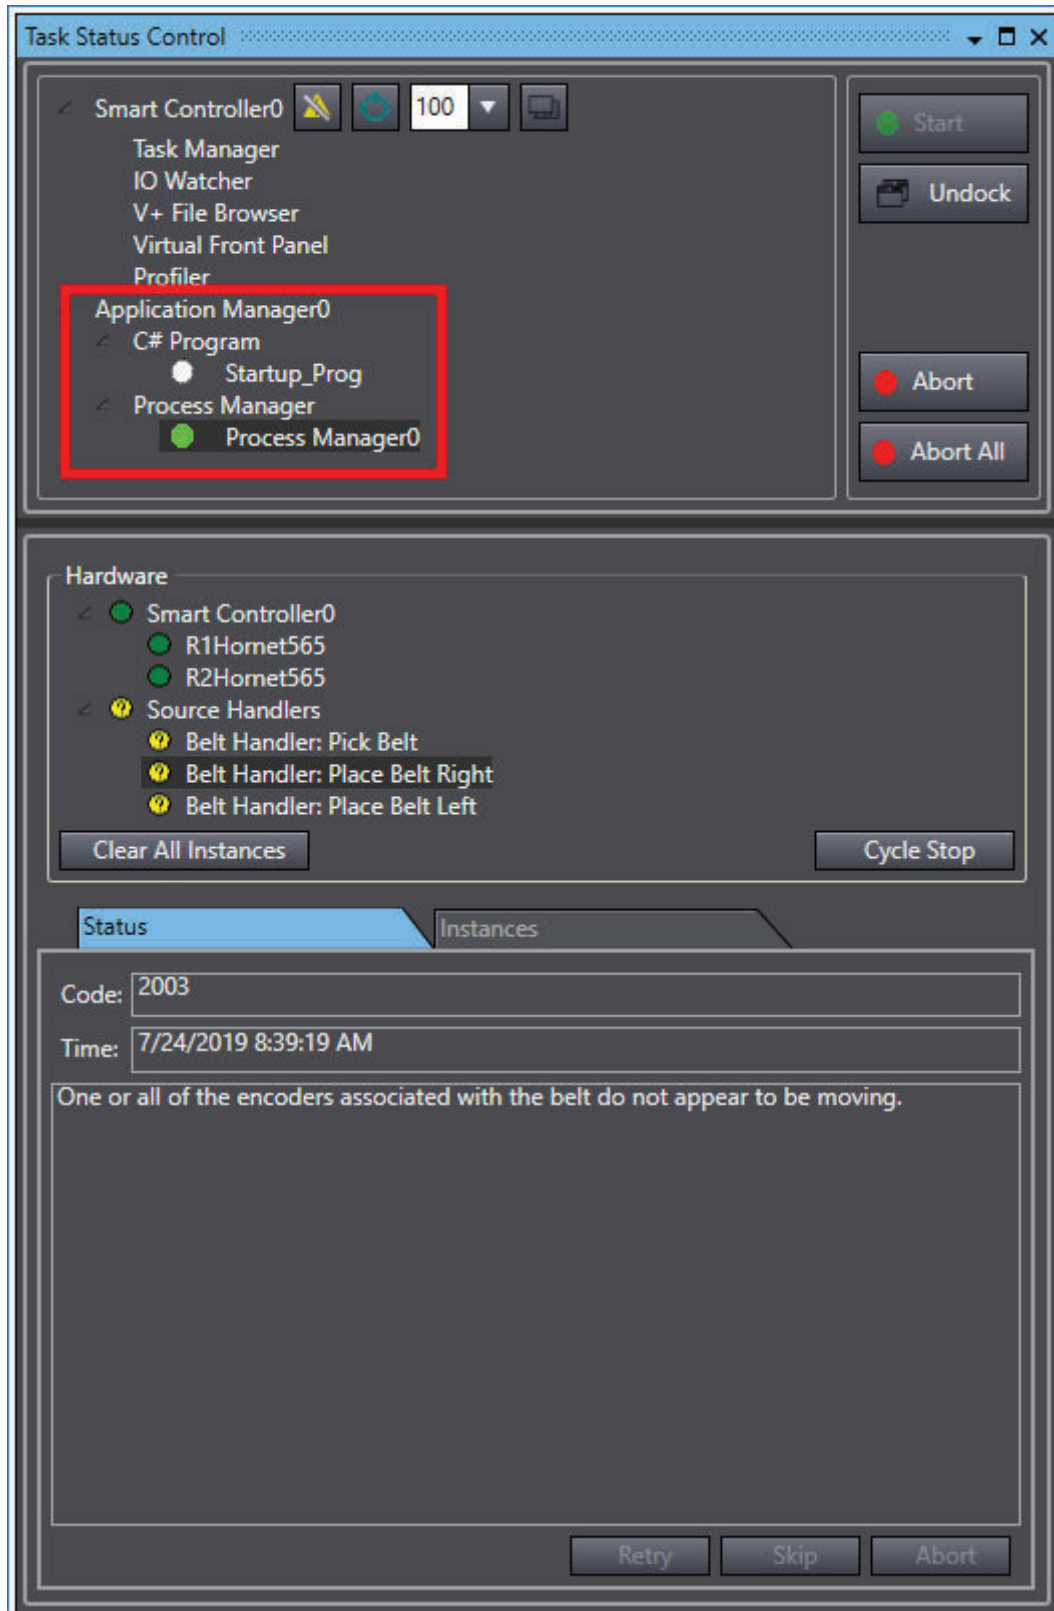 Task Status Control
Smart Controller0 100
Task Manager
IO Watcher
V+ File Browser
Virtual Front Panel
Profiler
Application Manager0
C# Program
Startup_Prog
Process Manager
Process Manager0
Start
Undock
Abort
Abort All
Hardware
Smart Controller0
R1Hornet565
R2Hornet565
Source Handlers
Belt Handler: Pick Belt
Belt Handler: Place Belt Right
Belt Handler: Place Belt Left
Clear All Instances Cycle Stop
Status Instances
Code: 2003
Time: 7/24/2019 8:39:19 AM
One or all of the encoders associated with the belt do not appear to be moving.
Retry Skip Abort